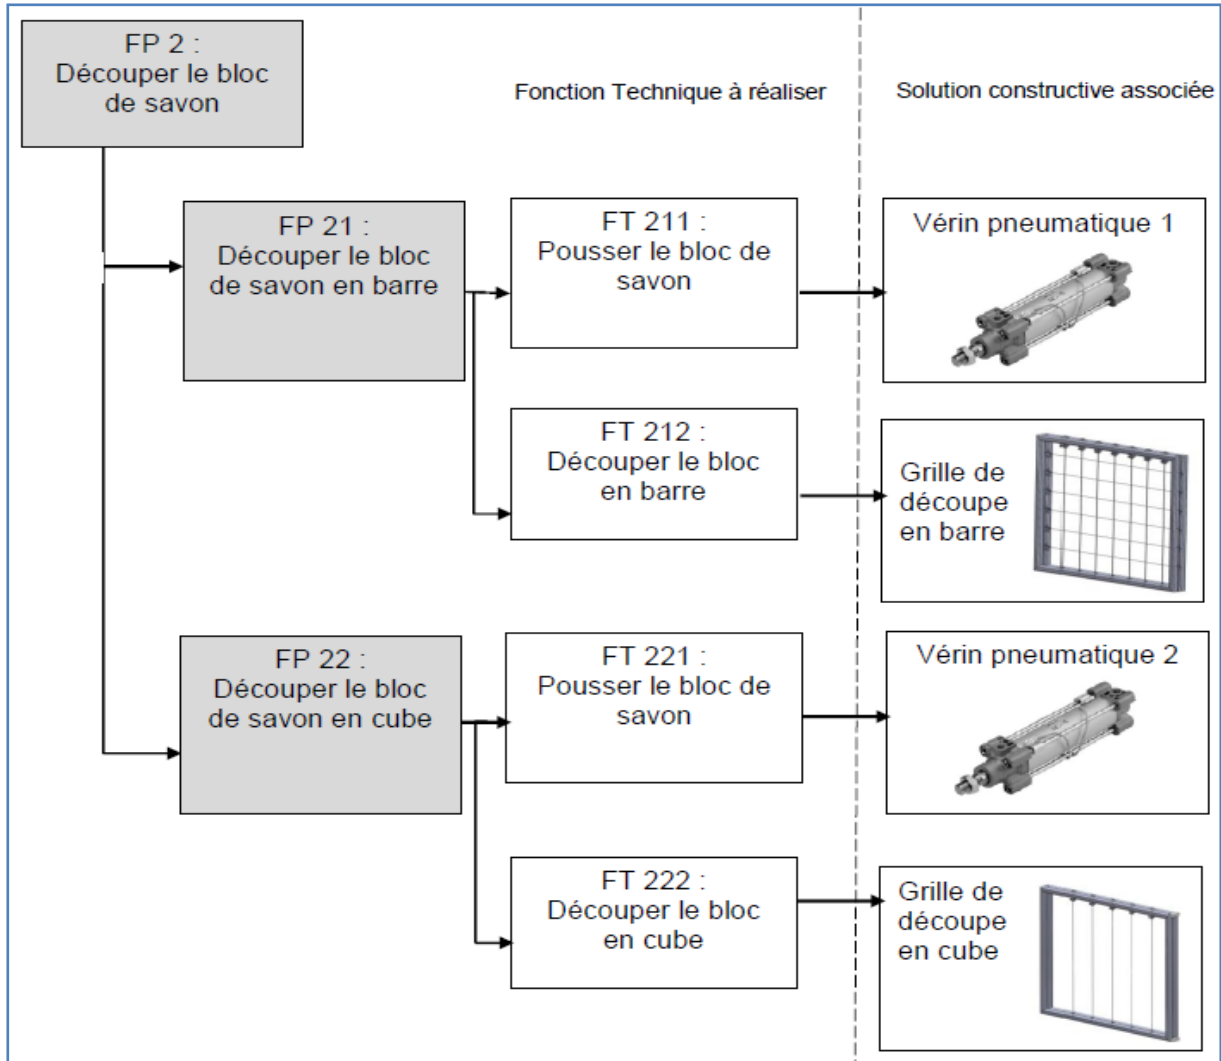 FP 2 :
Découper le bloc
de savon
Fonction Technique à réaliser
Solution constructive associée
FP 21 :
Découper le bloc
de savon en barre
FT 211 :
Pousser le bloc de
savon
Vérin pneumatique 1
FT 212 :
Découper le bloc
en barre
Grille de
découpe
en barre
FP 22 :
Découper le bloc
de savon en cube
FT 221 :
Pousser le bloc de
savon
Vérin pneumatique 2
FT 222 :
Découper le bloc
en cube
Grille de
découpe
en cube